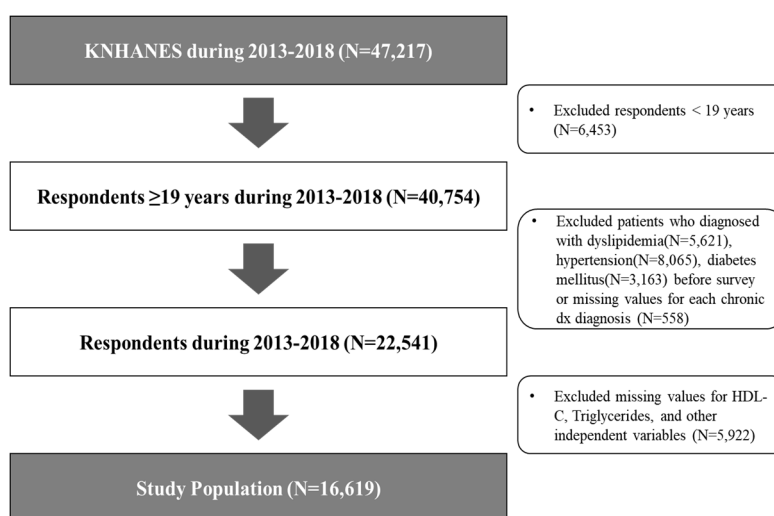 KNHANES during 2013-2018 (N=47,217)
• Excluded respondents < 19 years
(N=6,453)
Respondents ≥19 years during 2013-2018 (N=40,754)
• Excluded patients who diagnosed
with dyslipidemia(N=5,621),
hypertension(N=8,065), diabetes
mellitus(N=3,163) before survey
or missing values for each chronic
dx diagnosis (N=558)
Respondents during 2013-2018 (N=22,541)
• Excluded missing values for HDL-
C, Triglycerides, and other
independent variables (N=5,922)
Study Population (N=16,619)